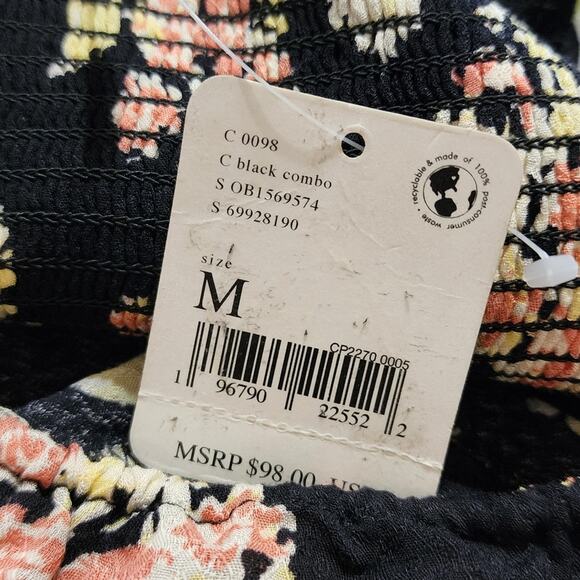 C 0098
C black combo
S OB1569574
S 69928190
size
M
recyclable & made of 100% post-consumer waste
CP2270 0005
1 96790 22552 2
MSRP $98.00